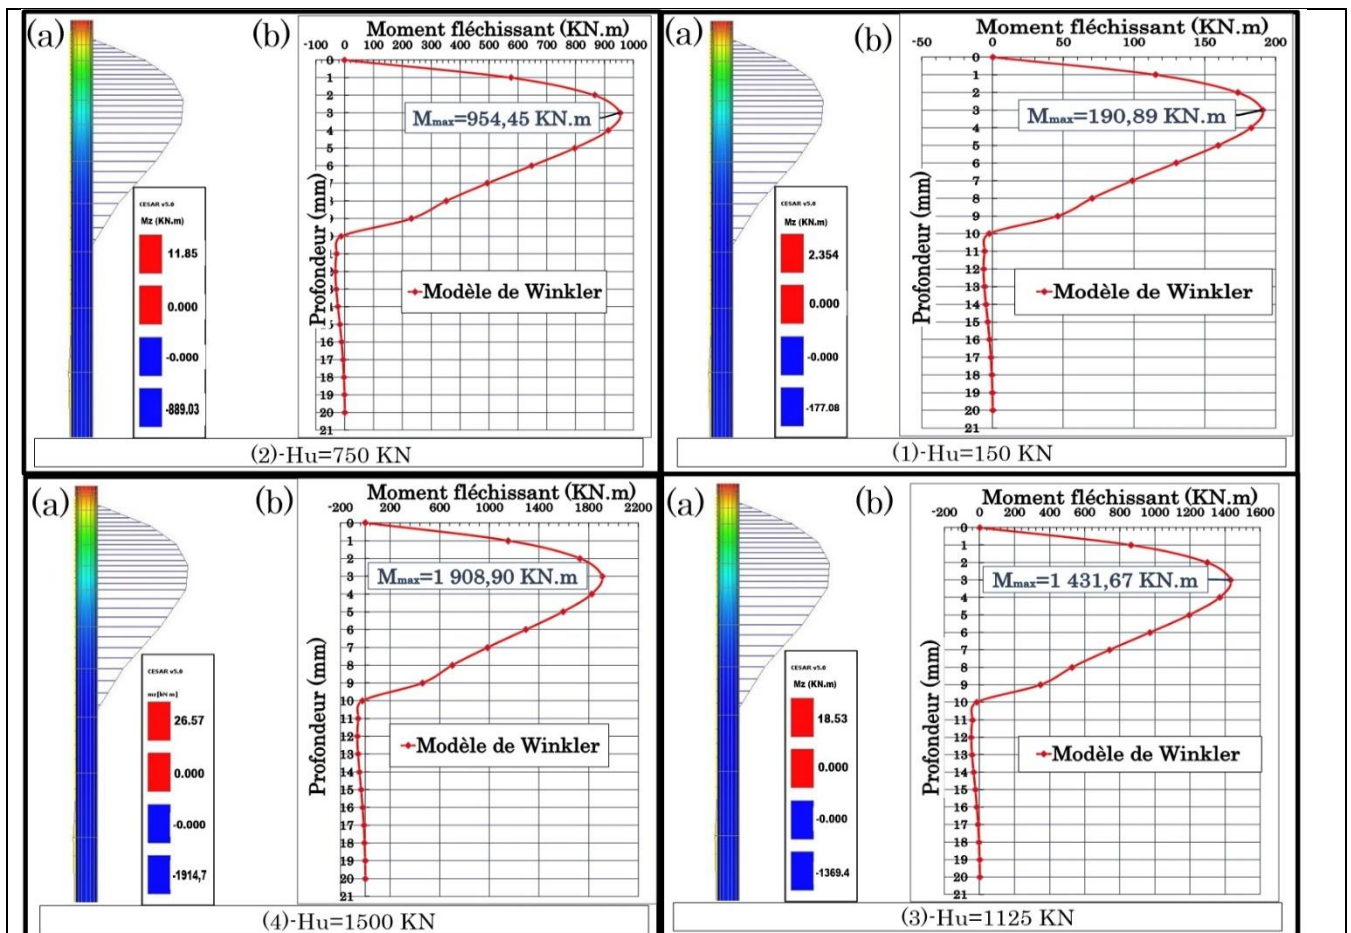 (a)
(b)
Moment fléchissant (KN.m)
-100 0 100 200 300 400 500 600 700 800 900 1000
0
1
2
3
4
5
6
7
8
9
0
1
2
3
4
5
16
17
18
19
20
21
Profondeur (mm)
Mmax=954,45 KN.m
Modèle de Winkler
CESAR v5.0
Mz (KN.m)
11.85
0.000
-0.000
-889.03
(2)-Hu=750 KN
(a)
(b)
Moment fléchissant (KN.m)
-50 0 50 100 150 200
0
1
2
3
4
5
6
7
8
9
10
11
12
13
14
15
16
17
18
19
20
21
Profondeur (mm)
Mmax=190,89 KN.m
Modèle de Winkler
CESAR v5.0
Mz (KN.m)
2.354
0.000
-0.000
-177.08
(1)-Hu=150 KN
(a)
(b)
Moment fléchissant (KN.m)
-200 200 600 1000 1400 1800 2200
0
1
2
3
4
5
6
7
8
9
10
11
12
13
14
15
16
17
18
19
20
21
Profondeur (mm)
Mmax=1 908,90 KN.m
Modèle de Winkler
CESAR v5.0
mz[kN m]
26.57
0.000
-0.000
-1914,7
(4)-Hu=1500 KN
(a)
(b)
Moment fléchissant (KN.m)
-200 0 200 400 600 800 1000 1200 1400 1600
0
1
2
3
4
5
6
7
8
9
10
11
12
13
14
15
16
17
18
19
20
21
Profondeur (mm)
Mmax=1 431,67 KN.m
Modèle de Winkler
CESAR v5.0
Mz (KN.m)
18.53
0.000
-0.000
-1369.4
(3)-Hu=1125 KN